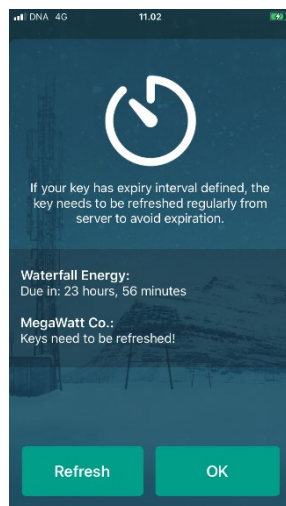 DNA 4G 11.02
If your key has expiry interval defined, the
key needs to be refreshed regularly from
server to avoid expiration.
Waterfall Energy:
Due in: 23 hours, 56 minutes
MegaWatt Co.:
Keys need to be refreshed!
Refresh OK